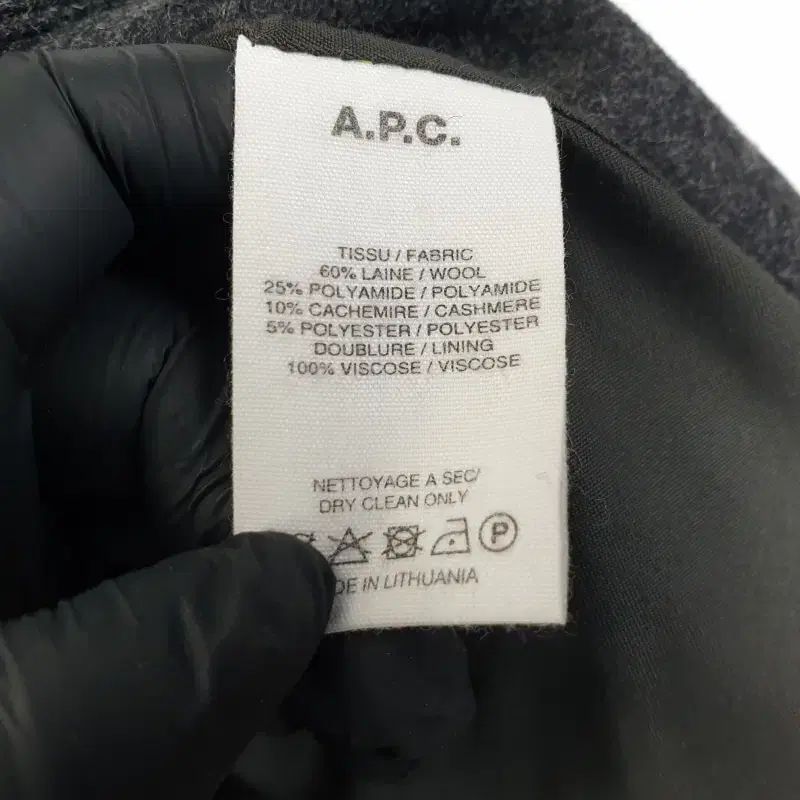 A.P.C.
TISSU / FABRIC
60% LAINE / WOOL
25% POLYAMIDE / POLYAMIDE
10% CACHEMIRE / CASHMERE
5% POLYESTER / POLYESTER
DOUBLURE / LINING
100% VISCOSE / VISCOSE
NETTOYAGE A SEC/
DRY CLEAN ONLY
P
DE IN LITHUANIA